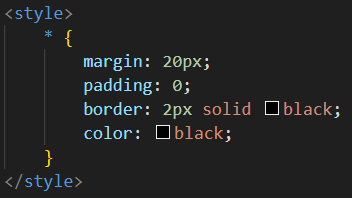 <style>
* {
margin: 20px;
padding: 0;
border: 2px solid black;
color: black;
}
</style>